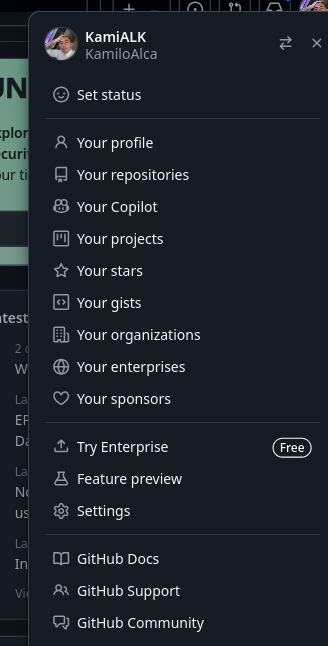 KamiALK
KamiloAlca
UN
Set status
Your profile
Your repositories
Your Copilot
Your projects
Your stars
Your gists
Your organizations
Your enterprises
Your sponsors
Try Enterprise Free
Feature preview
Settings
GitHub Docs
GitHub Support
GitHub Community